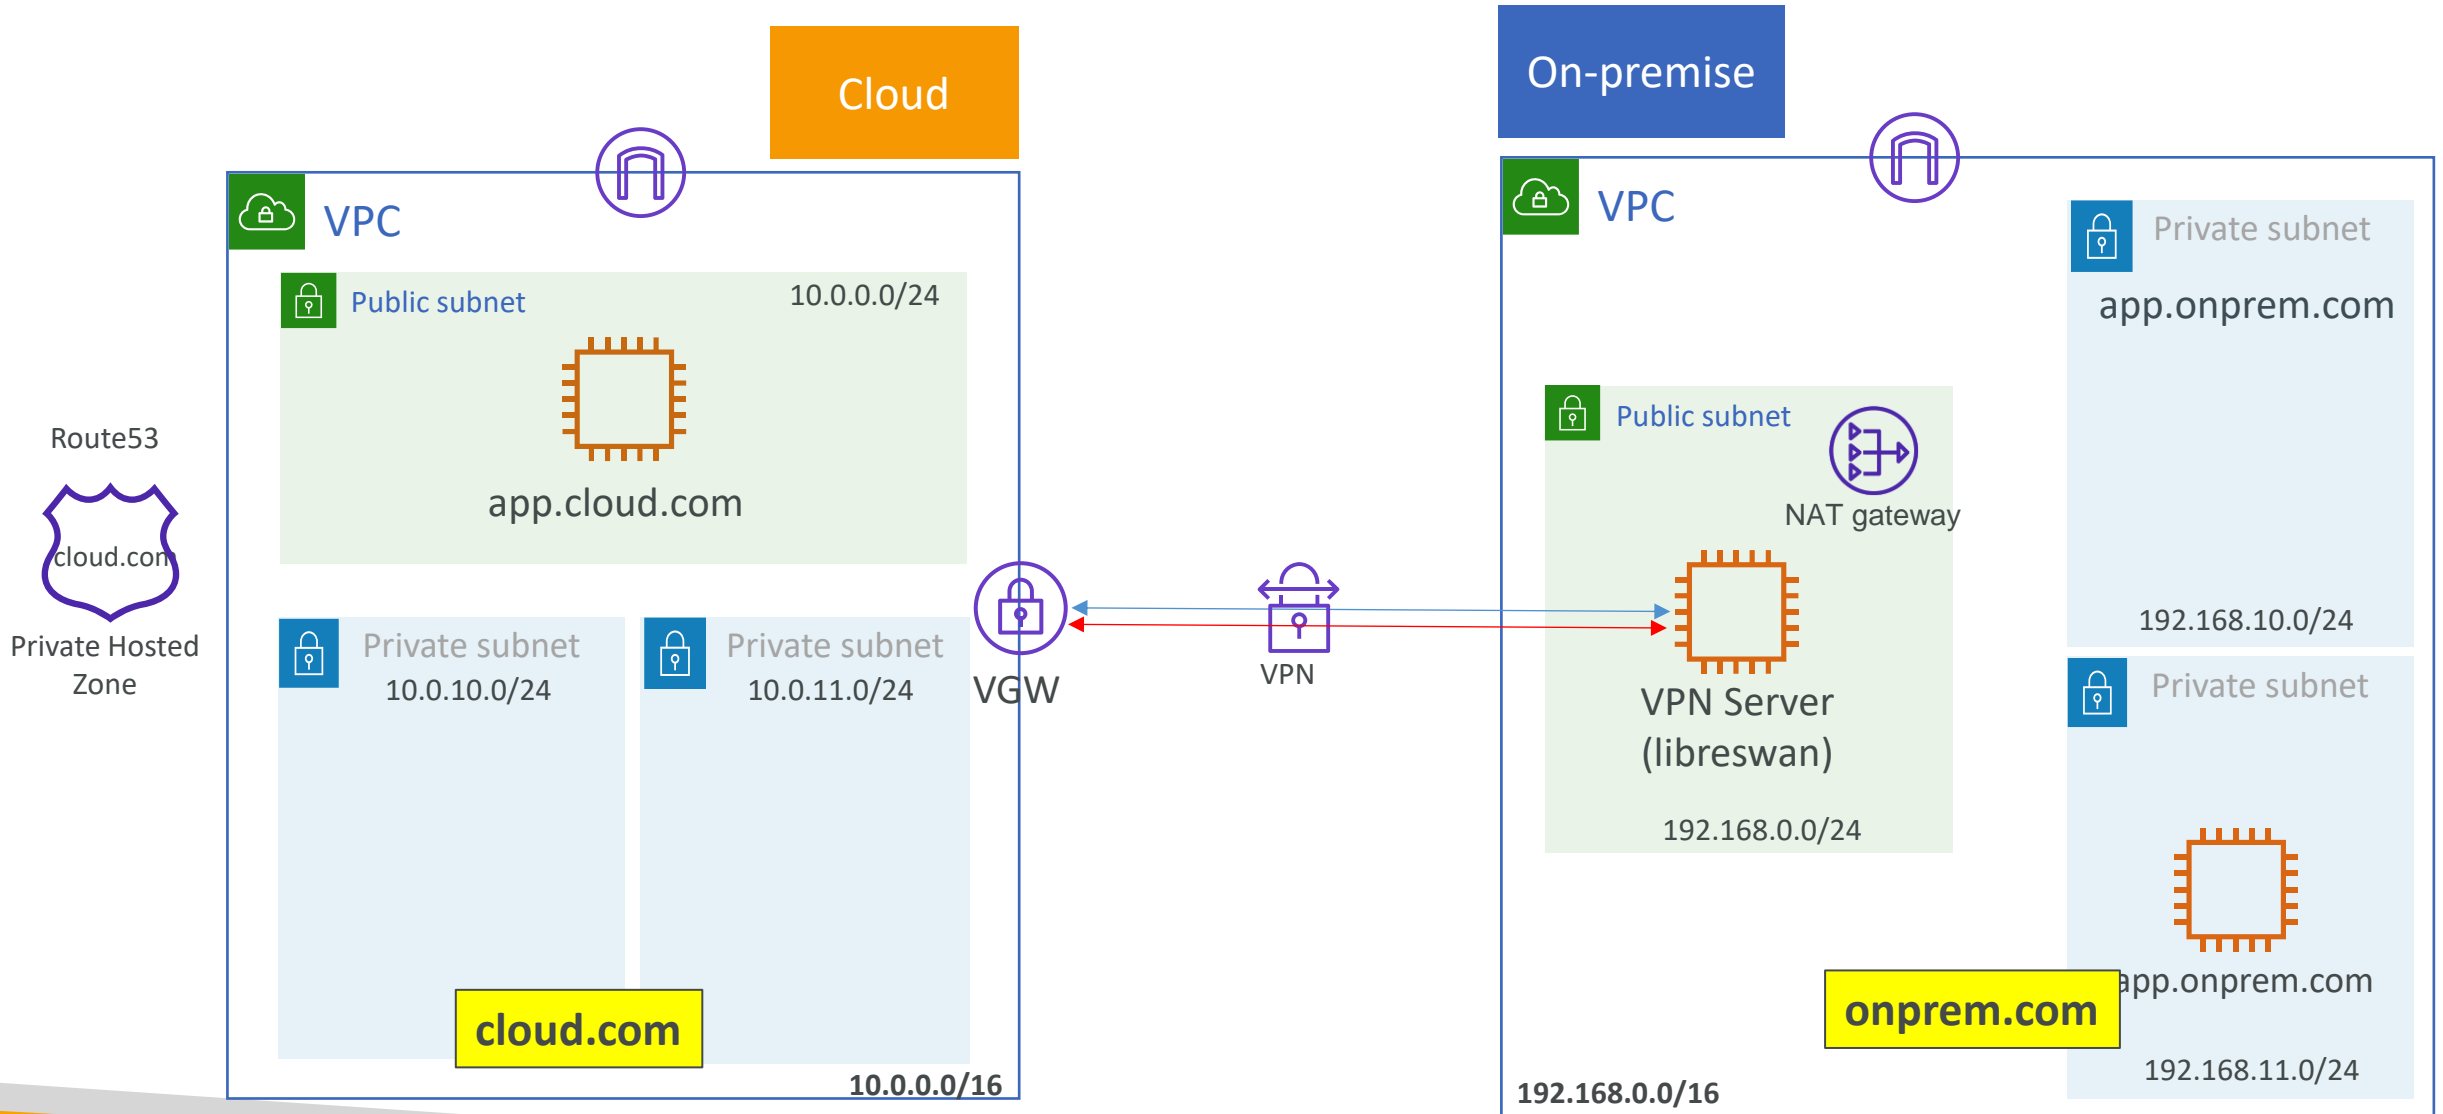 Cloud
On-premise
VPC
VPC
Private subnet
Public subnet
10.0.0.0/24
app.onprem.com
app.cloud.com
Public subnet
NAT gateway
Route53
cloud.com
Private Hosted
Zone
Private subnet
10.0.10.0/24
Private subnet
10.0.11.0/24
VGW
VPN
VPN Server
(libreswan)
192.168.0.0/24
192.168.10.0/24
Private subnet
app.onprem.com
192.168.11.0/24
cloud.com
onprem.com
10.0.0.0/16
192.168.0.0/16